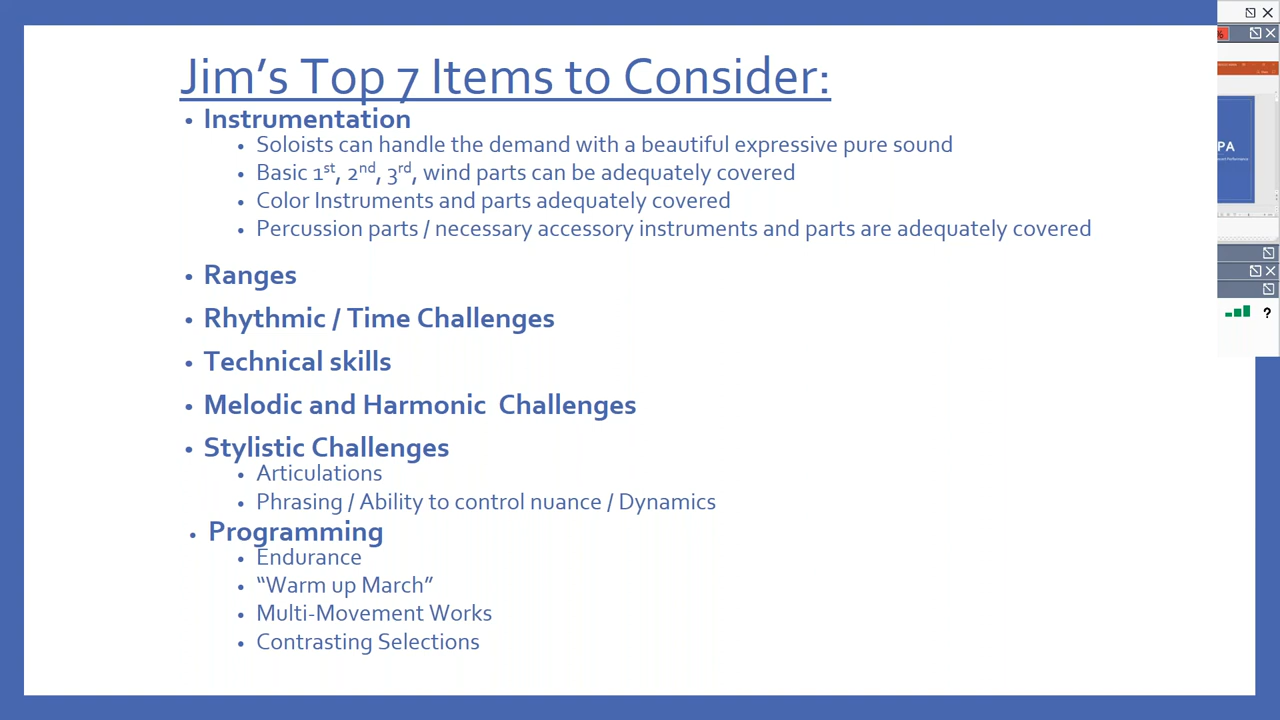 Jim's Top 7 Items to Consider:
• Instrumentation
• Soloists can handle the demand with a beautiful expressive pure sound
• Basic 1st, 2nd, 3rd, wind parts can be adequately covered
• Color Instruments and parts adequately covered
• Percussion parts / necessary accessory instruments and parts are adequately covered
• Ranges
• Rhythmic / Time Challenges
• Technical skills
• Melodic and Harmonic  Challenges
• Stylistic Challenges
• Articulations
• Phrasing / Ability to control nuance / Dynamics
• Programming
• Endurance
• “Warm up March”
• Multi-Movement Works
• Contrasting Selections
%
PA
?